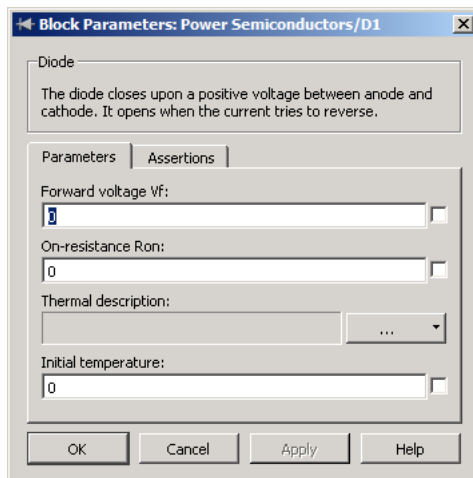 Block Parameters: Power Semiconductors/D1
Diode
The diode closes upon a positive voltage between anode and
cathode. It opens when the current tries to reverse.
Parameters
Assertions
Forward voltage Vf:
0
On-resistance Ron:
0
Thermal description:
...
Initial temperature:
0
OK
Cancel
Apply
Help